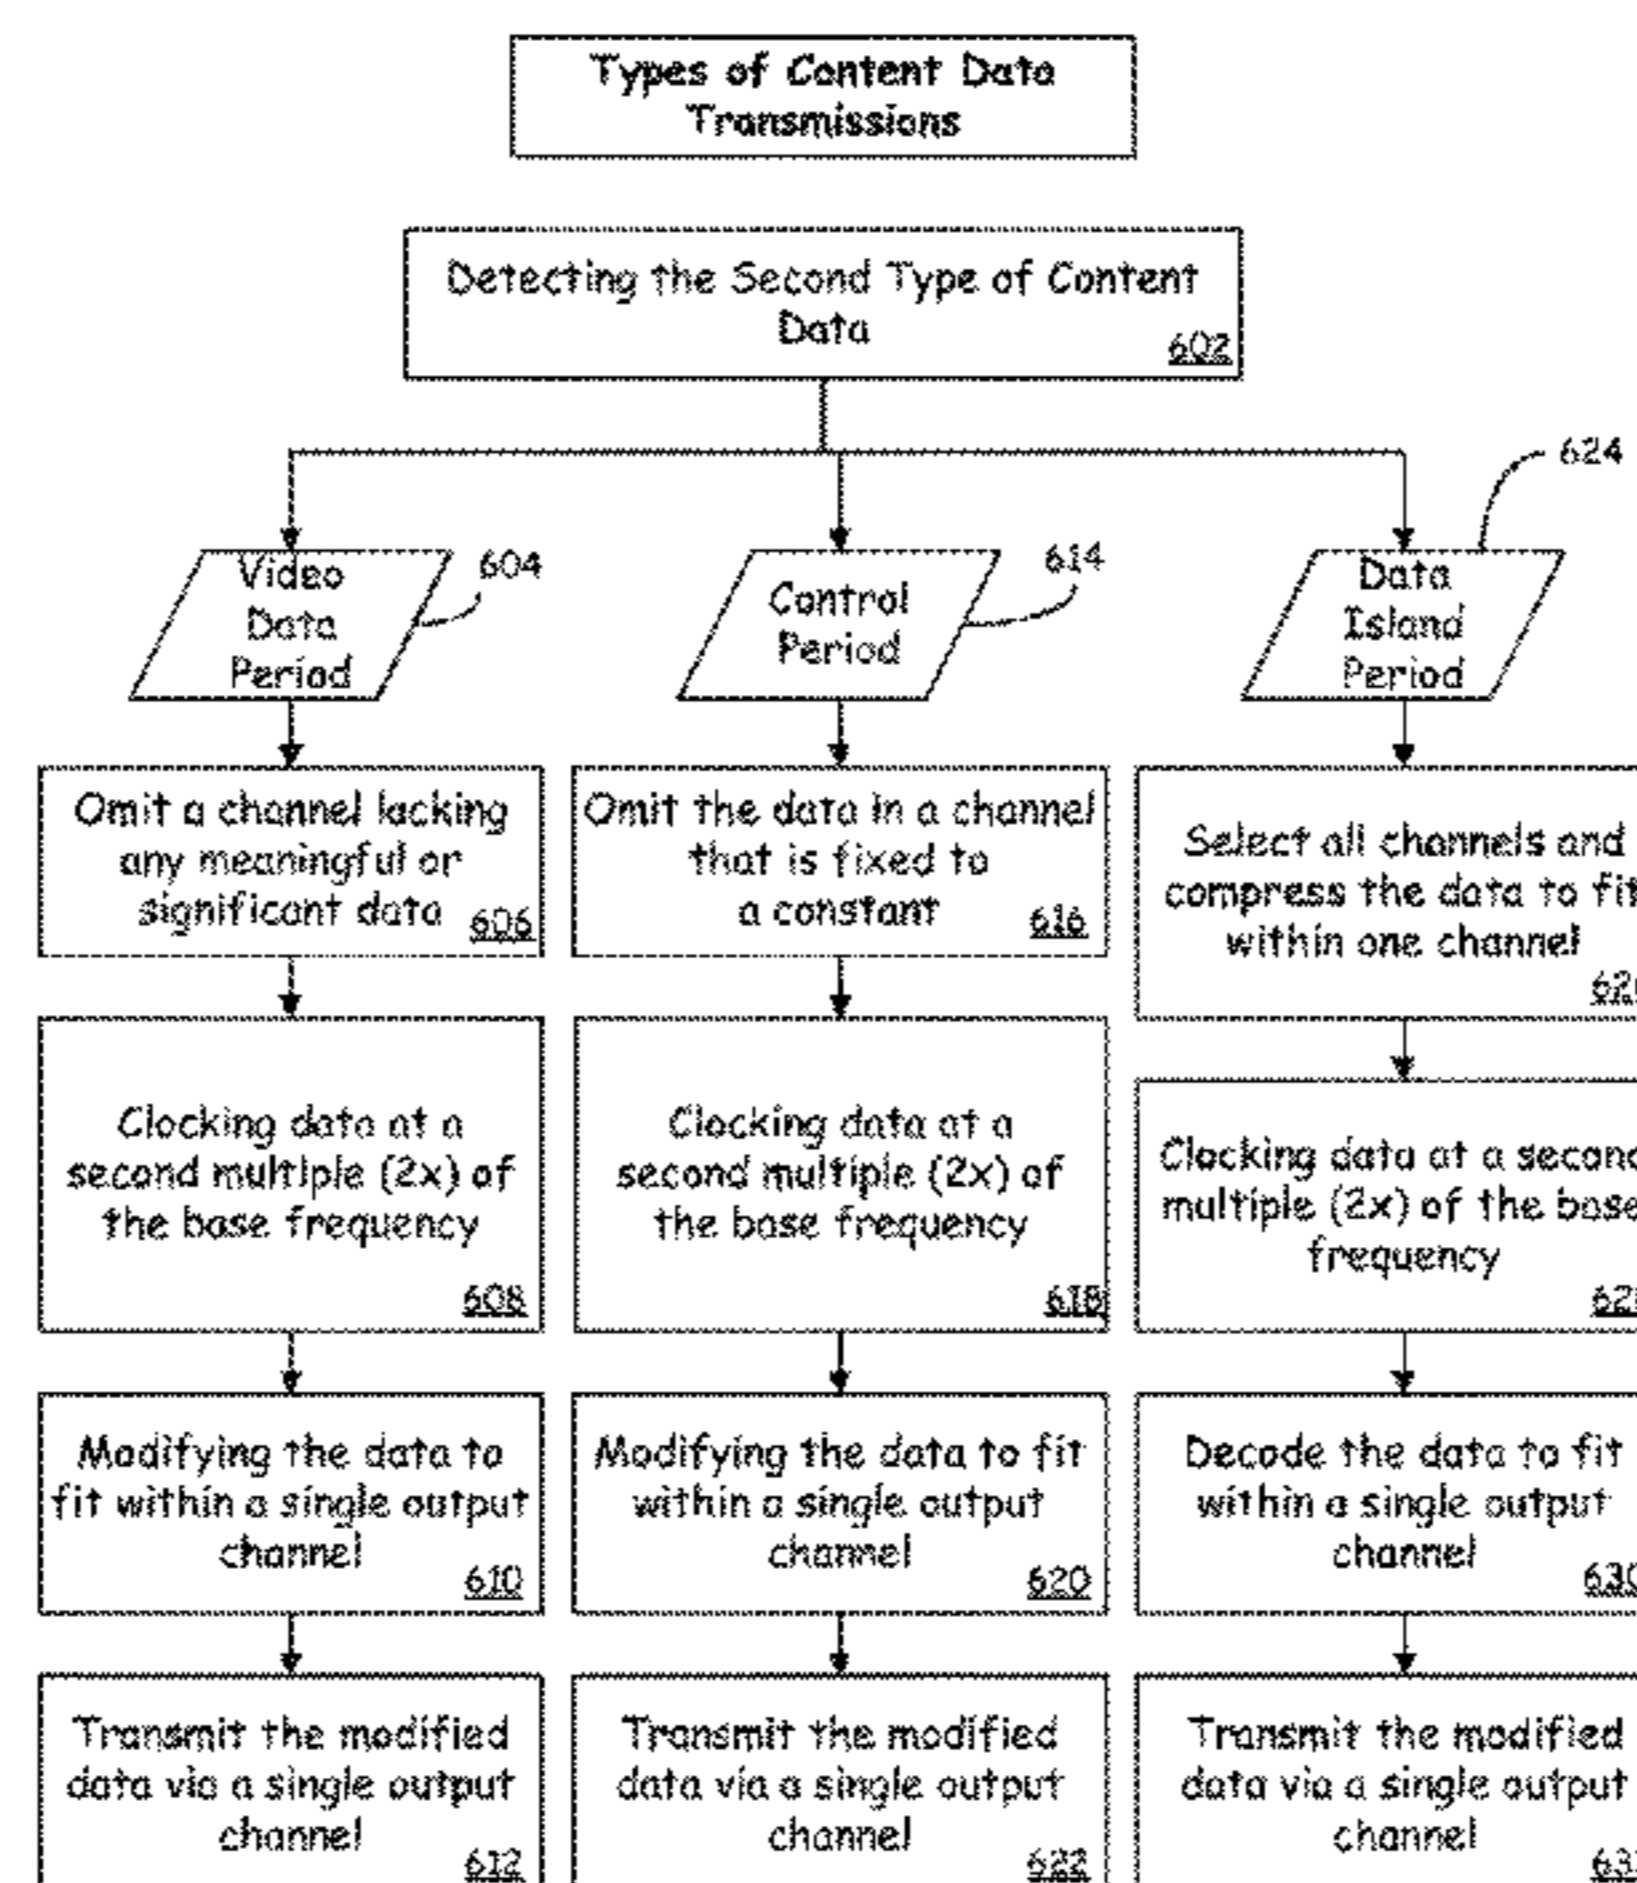 Types of Content Data
Transmissions
Detecting the Second Type of Content
Data
602
624
Video
Data
Period
604
Control
Period
614
Data
Island
Period
Omit a channel lacking
any meaningful or
significant data
606
Omit the data in a channel
that is fixed to
a constant
616
Select all channels and
compress the data to fit
within one channel
Clocking data at a
second multiple (2x) of
the base frequency
608
Clocking data at a
second multiple (2x) of
the base frequency
618
Clocking data at a second
multiple (2x) of the base
frequency
Modifying the data to
fit within a single output
channel
610
Modifying the data to fit
within a single output
channel
620
Decode the data to fit
within a single output
channel
630
Transmit the modified
data via a single output
channel
612
Transmit the modified
data via a single output
channel
622
Transmit the modified
data via a single output
channel